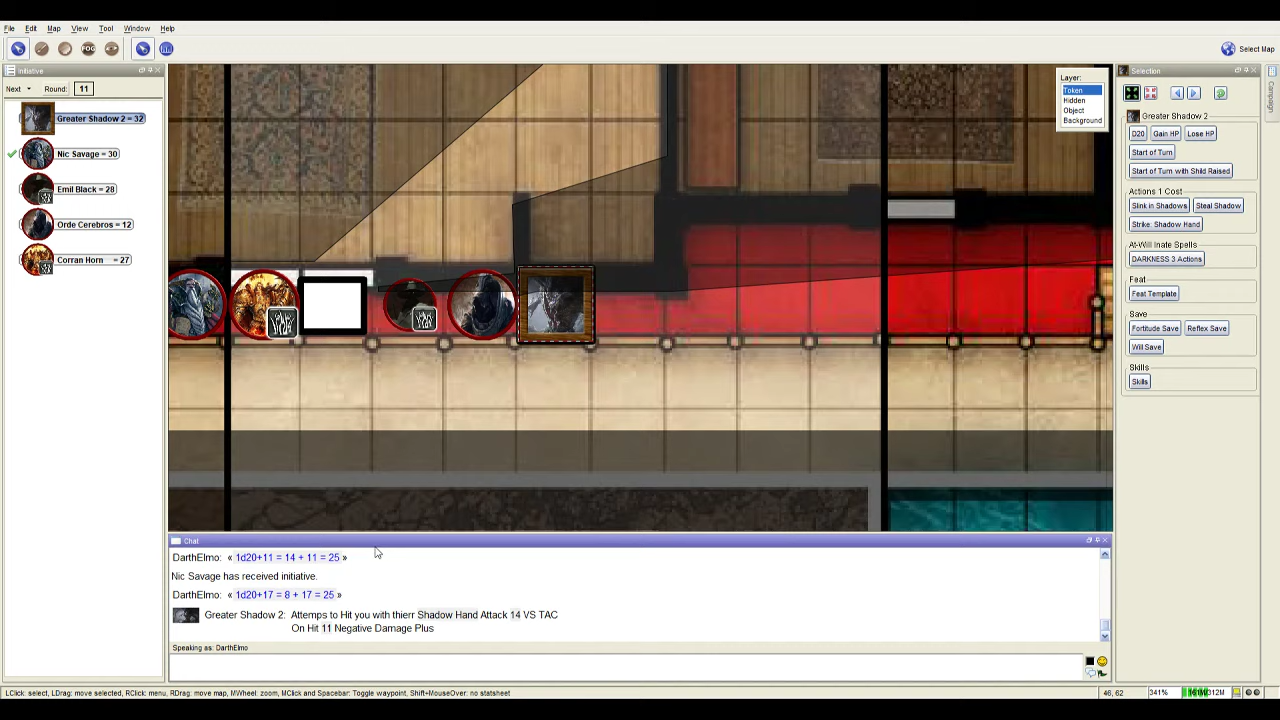 File Edit Map View Tool Window Help
FOG
Select Map
Initiative
Next Round: 11
Greater Shadow 2 = 32
Nic Savage = 30
Emil Black = 28
Orde Cerebros = 12
Corran Horn = 27
Layer:
Token
Hidden
Object
Background
Selection
Campaign
Greater Shadow 2
D20 Gain HP Lose HP
Start of Turn
Start of Turn with Shild Raised
Actions 1 Cost
Slink in Shadows Steal Shadow
Strike: Shadow Hand
At-Will Inate Spells
DARKNESS 3 Actions
Feat
Feat Template
Save
Fortitude Save Reflex Save
Will Save
Skills
Skills
Chat
DarthElmo: « 1d20+11 = 14 + 11 = 25 »
Nic Savage has received initiative.
DarthElmo: « 1d20+17 = 8 + 17 = 25 »
Greater Shadow 2: Attemps to Hit you with thierr Shadow Hand Attack 14 VS TAC
On Hit 11 Negative Damage Plus
Speaking as: DarthElmo
LClick: select, LDrag: move selected, RClick: menu, RDrag: move map, MWheel: zoom, MClick and Spacebar: Toggle waypoint, Shift+MouseOver: no statsheet
46, 62 341%